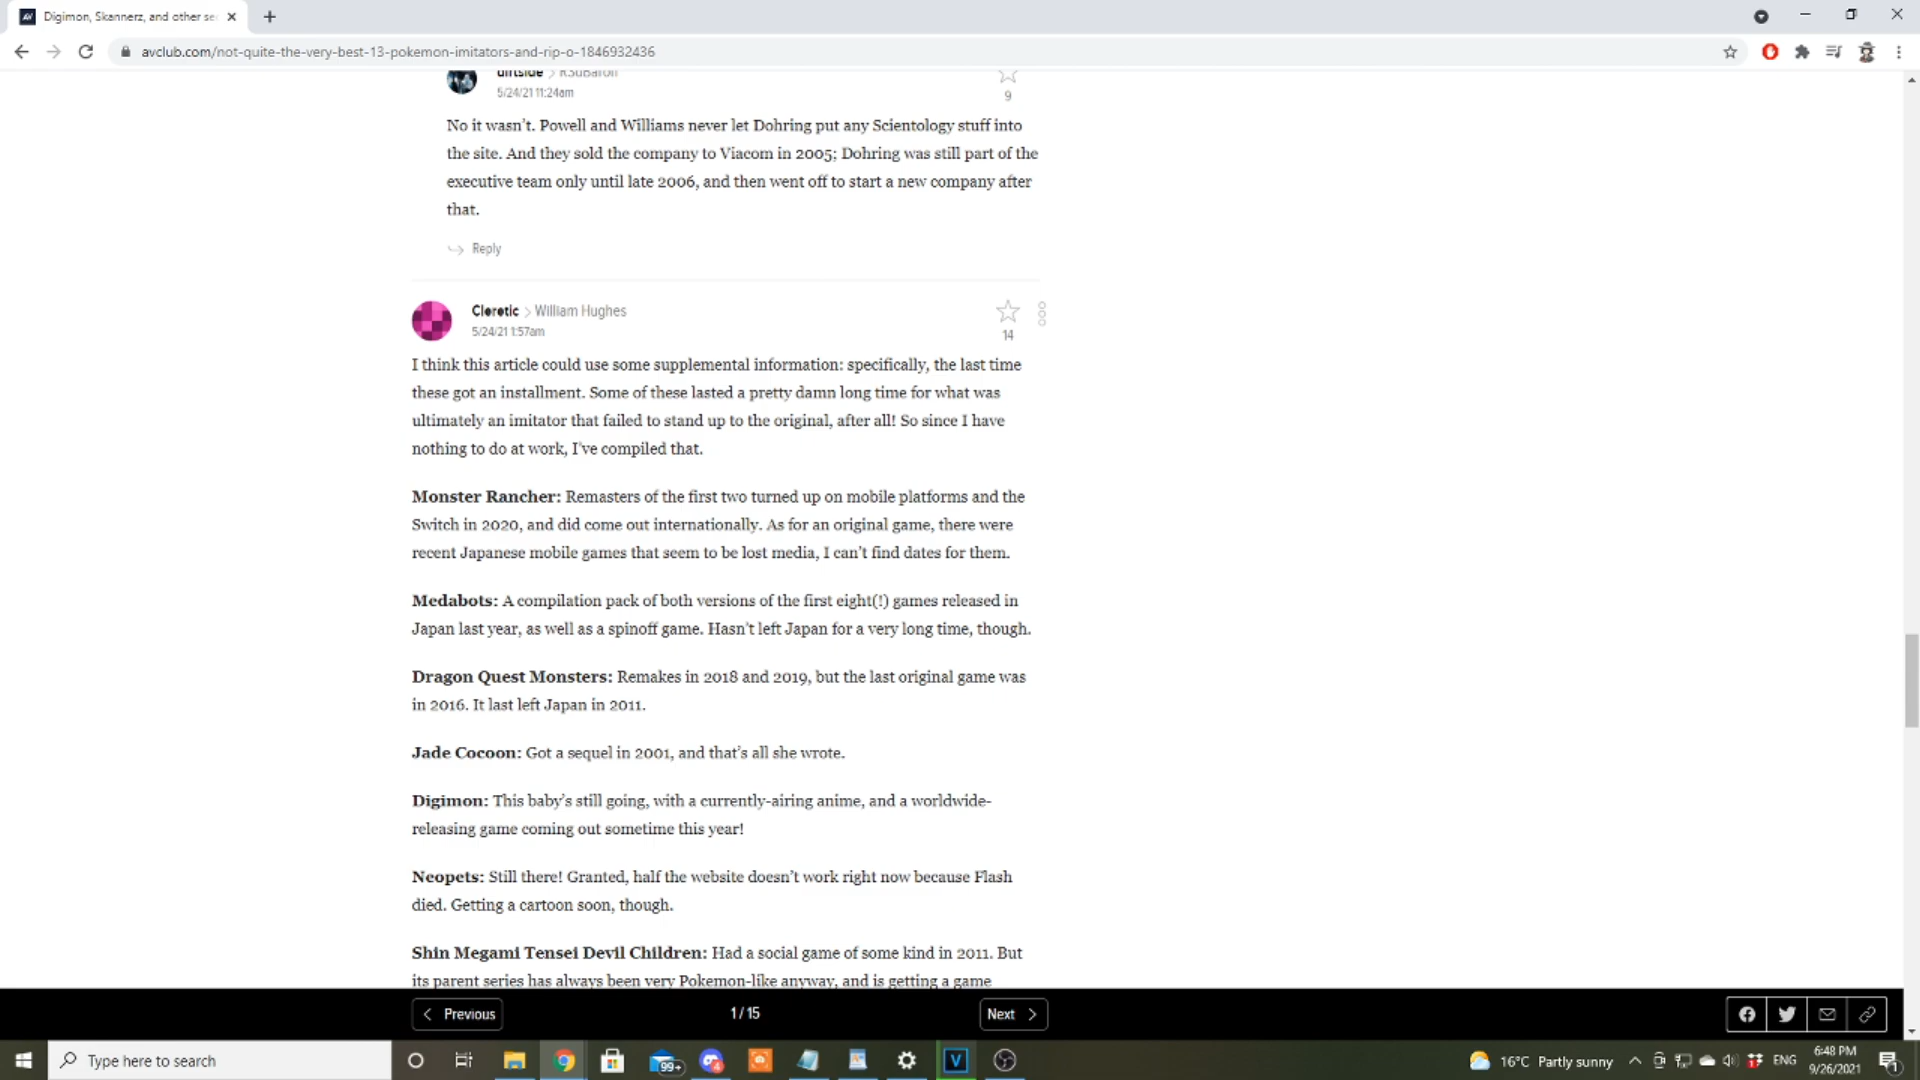 Digimon, Skannerz, and other se
avclub.com/not-quite-the-very-best-13-pokemon-imitators-and-rip-o-1846932436
dirtside > RSdBaron
5/24/21 11:24am
9
No it wasn't. Powell and Williams never let Dohring put any Scientology stuff into
the site. And they sold the company to Viacom in 2005; Dohring was still part of the
executive team only until late 2006, and then went off to start a new company after
that.
Reply
Cleretic > William Hughes
5/24/21 1:57am
14
I think this article could use some supplemental information: specifically, the last time
these got an installment. Some of these lasted a pretty damn long time for what was
ultimately an imitator that failed to stand up to the original, after all! So since I have
nothing to do at work, I've compiled that.
Monster Rancher: Remasters of the first two turned up on mobile platforms and the
Switch in 2020, and did come out internationally. As for an original game, there were
recent Japanese mobile games that seem to be lost media, I can't find dates for them.
Medabots: A compilation pack of both versions of the first eight(!) games released in
Japan last year, as well as a spinoff game. Hasn't left Japan for a very long time, though.
Dragon Quest Monsters: Remakes in 2018 and 2019, but the last original game was
in 2016. It last left Japan in 2011.
Jade Cocoon: Got a sequel in 2001, and that's all she wrote.
Digimon: This baby's still going, with a currently-airing anime, and a worldwide-
releasing game coming out sometime this year!
Neopets: Still there! Granted, half the website doesn't work right now because Flash
died. Getting a cartoon soon, though.
Shin Megami Tensei Devil Children: Had a social game of some kind in 2011. But
its parent series has always been very Pokemon-like anyway, and is getting a game
Previous
1 / 15
Next
Type here to search
99+
V
16°C Partly sunny
ENG
6:48 PM
9/26/2021
1